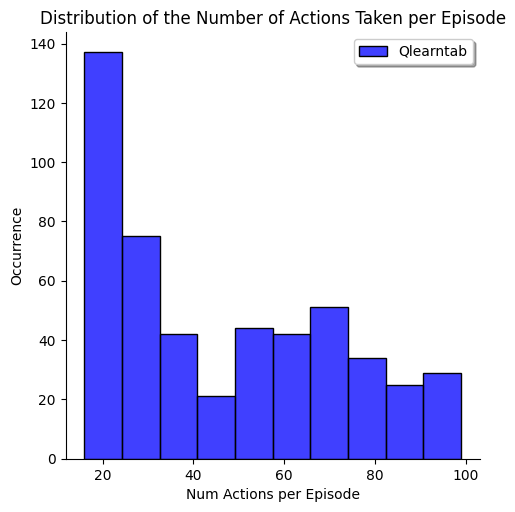 Distribution of the Number of Actions Taken per Episode
Qlearntab
Occurrence
140
120
100
80
60
40
20
0
20 40 60 80 100
Num Actions per Episode